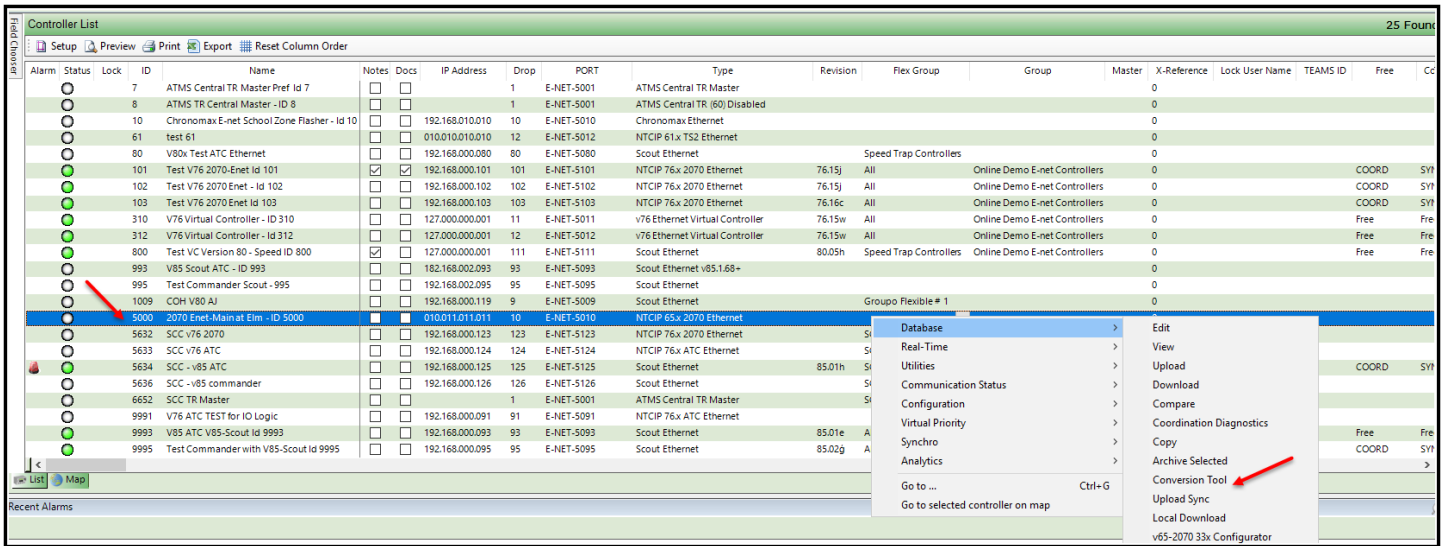 Field Chooser
Controller List 25 Found
Setup Preview Print Export Reset Column Order
Alarm Status Lock ID Name Notes Docs IP Address Drop PORT Type Revision Flex Group Group Master X-Reference Lock User Name TEAMS ID Free
7 ATMS Central TR Master Pref Id 7 1 E-NET-5001 ATMS Central TR Master 0
8 ATMS TR Central Master - ID 8 1 E-NET-5001 ATMS Central TR (60) Disabled 0
10 Chronomax E-net School Zone Flasher - Id 10 192.168.010.010 10 E-NET-5010 Chronomax Ethernet 0
61 test 61 010.010.010.010 12 E-NET-5012 NTCIP 61.x TS2 Ethernet 0
80 V80x Test ATC Ethernet 192.168.000.080 80 E-NET-5080 Scout Ethernet Speed Trap Controllers 0
101 Test V76 2070-Enet Id 101 192.168.000.101 101 E-NET-5101 NTCIP 76.x 2070 Ethernet 76.15j All Online Demo E-net Controllers 0 COORD SYN
102 Test V76 2070 Enet - Id 102 192.168.000.102 102 E-NET-5102 NTCIP 76.x 2070 Ethernet 76.15j All Online Demo E-net Controllers 0 COORD SYN
103 Test V76 2070 Enet Id 103 192.168.000.103 103 E-NET-5103 NTCIP 76.x 2070 Ethernet 76.16c All Online Demo E-net Controllers 0 COORD SYN
310 V76 Virtual Controller - ID 310 127.000.000.001 11 E-NET-5011 v76 Ethernet Virtual Controller 76.15w All Online Demo E-net Controllers 0 Free Fre
312 V76 Virtual Controller - Id 312 127.000.000.001 12 E-NET-5012 v76 Ethernet Virtual Controller 76.15w All Online Demo E-net Controllers 0 Free Fre
800 Test VC Version 80 - Speed ID 800 127.000.000.001 111 E-NET-5111 Scout Ethernet 80.05h Speed Trap Controllers Online Demo E-net Controllers 0 Free Fre
993 V85 Scout ATC - ID 993 182.168.002.093 93 E-NET-5093 Scout Ethernet v85.1.68+ 0
995 Test Commander Scout - 995 182.168.002.095 95 E-NET-5095 Scout Ethernet 0
1009 COH V80 AJ 192.168.000.119 9 E-NET-5009 Scout Ethernet Groupo Flexible # 1 0
5000 2070 Enet-Main at Elm - ID 5000 010.011.011.011 10 E-NET-5010 NTCIP 65.x 2070 Ethernet
5632 SCC v76 2070 192.168.000.123 123 E-NET-5123 NTCIP 76.x 2070 Ethernet
5633 SCC v76 ATC 192.168.000.124 124 E-NET-5124 NTCIP 76.x ATC Ethernet
5634 SCC - v85 ATC 192.168.000.125 125 E-NET-5125 Scout Ethernet 85.01h COORD SYN
5636 SCC - v85 commander 192.168.000.126 126 E-NET-5126 Scout Ethernet
6652 SCC TR Master 1 E-NET-5001 ATMS Central TR Master
9991 V76 ATC TEST for IO Logic 192.168.000.091 91 E-NET-5091 NTCIP 76.x ATC Ethernet
9993 V85 ATC V85-Scout Id 9993 192.168.000.093 93 E-NET-5093 Scout Ethernet 85.01e Free Fre
9995 Test Commander with V85-Scout Id 9995 192.168.000.095 95 E-NET-5095 Scout Ethernet 85.02g COORD SYN
Database
Real-Time
Utilities
Communication Status
Configuration
Virtual Priority
Synchro
Analytics
Go to ... Ctrl+G
Go to selected controller on map
Edit
View
Upload
Download
Compare
Coordination Diagnostics
Copy
Archive Selected
Conversion Tool
Upload Sync
Local Download
v65-2070 33x Configurator
List Map
Recent Alarms